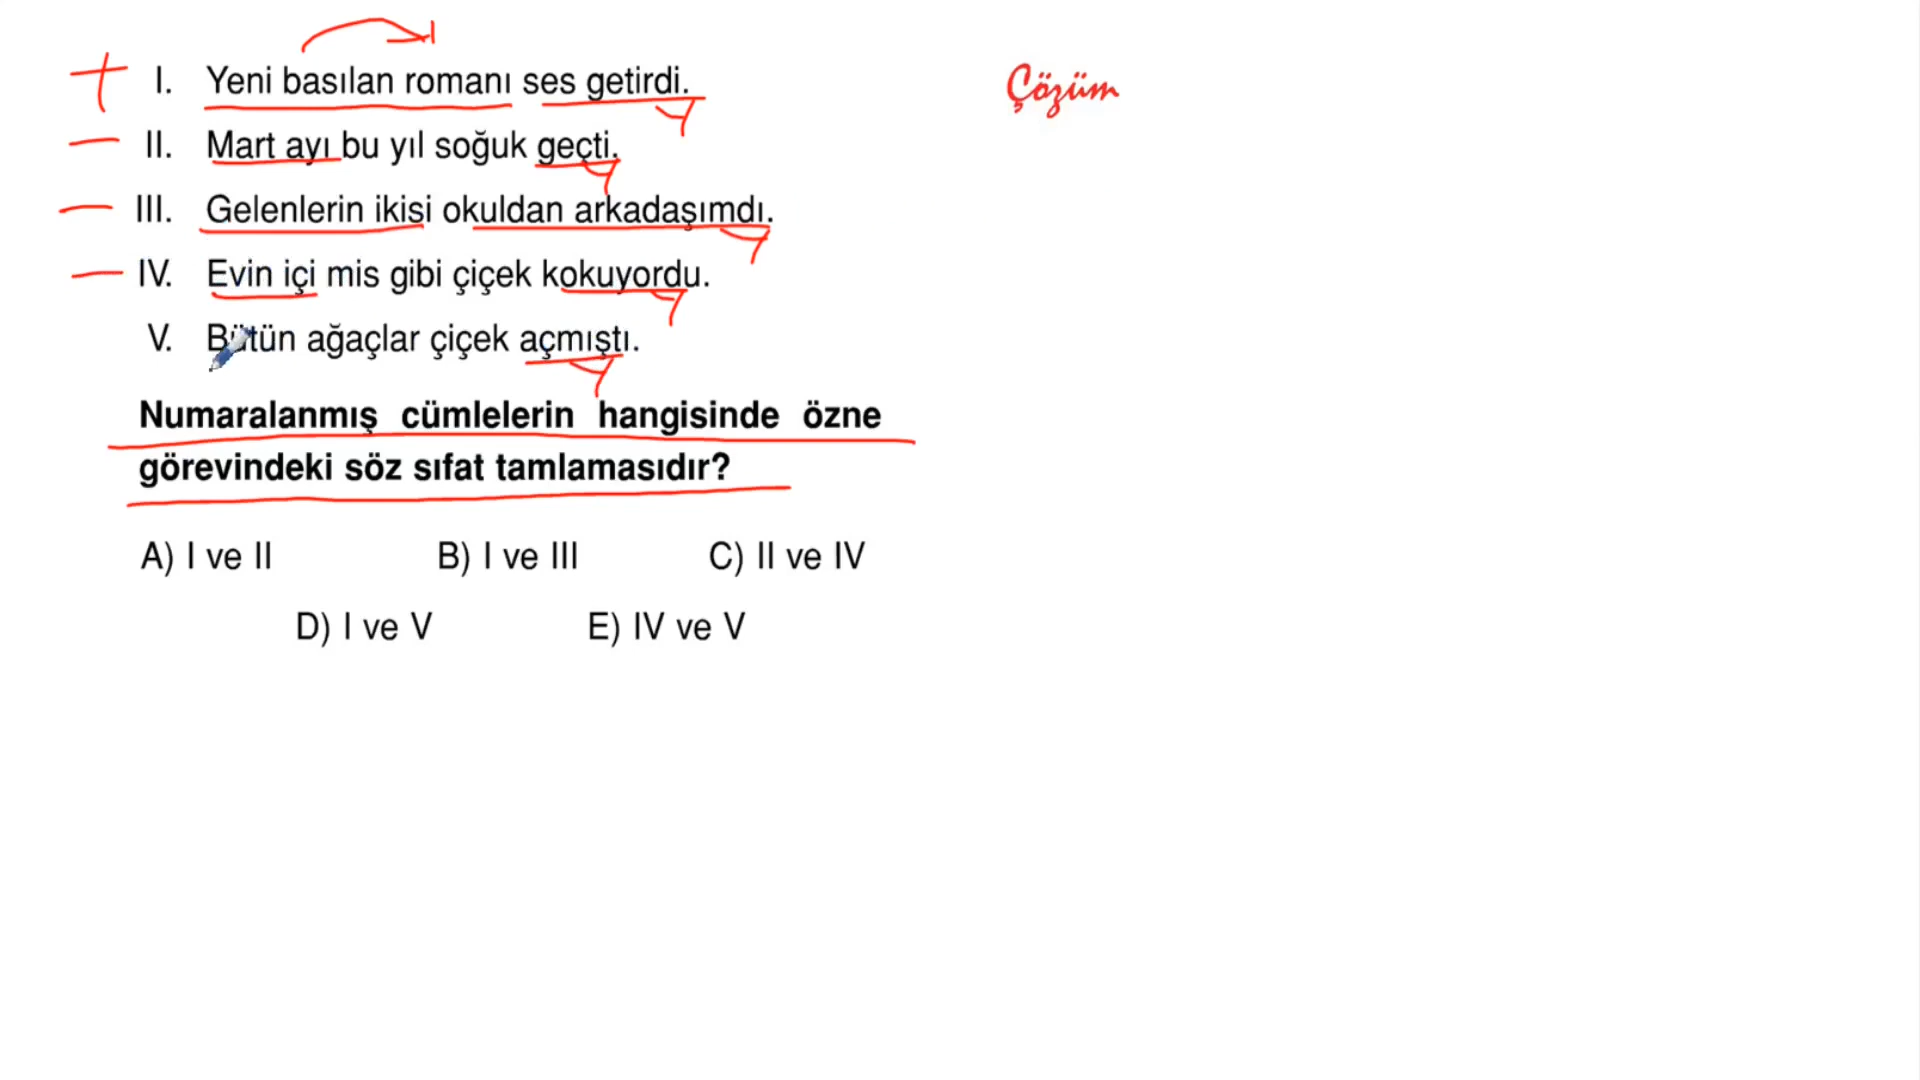 I. Yeni basılan romanı ses getirdi.
Çözüm
II. Mart ayı bu yıl soğuk geçti.
III. Gelenlerin ikisi okuldan arkadaşımdı.
IV. Evin içi mis gibi çiçek kokuyordu.
V. Bütün ağaçlar çiçek açmıştı.
Numaralanmış cümlelerin hangisinde özne
görevindeki söz sıfat tamlamasıdır?
A) I ve II B) I ve III C) II ve IV
D) I ve V E) IV ve V